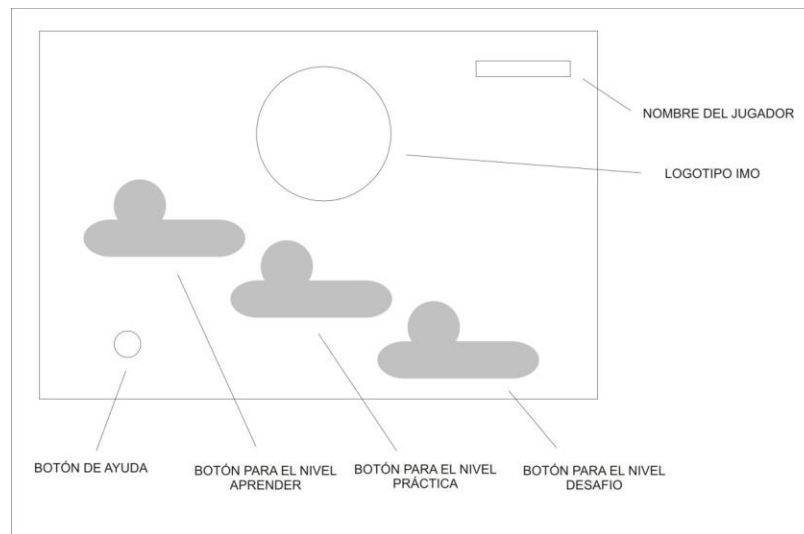 NOMBRE DEL JUGADOR
LOGOTIPO IMO
BOTÓN DE AYUDA
BOTÓN PARA EL NIVEL
APRENDER
BOTÓN PARA EL NIVEL
PRÁCTICA
BOTÓN PARA EL NIVEL
DESAFIO